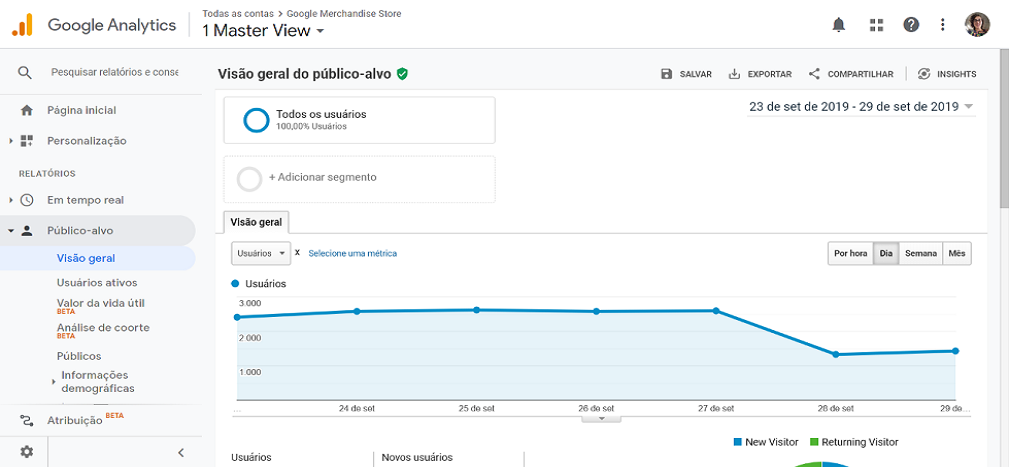 Google Analytics
Todas as contas > Google Merchandise Store
1 Master View
Pesquisar relatórios e conse
Página inicial
Personalização
RELATÓRIOS
Em tempo real
Público-alvo
Visão geral
Usuários ativos
Valor da vida útil
BETA
Análise de coorte
BETA
Públicos
Informações
demográficas
Atribuição BETA
Visão geral do público-alvo
SALVAR
EXPORTAR
COMPARTILHAR
INSIGHTS
Todos os usuários
100,00% Usuários
23 de set de 2019 - 29 de set de 2019
+ Adicionar segmento
Visão geral
Usuários x Selecione uma métrica
Por hora Dia Semana Mês
Usuários
3.000
2.000
1.000
... 24 de set 25 de set 26 de set 27 de set 28 de set 29 de...
New Visitor Returning Visitor
Usuários Novos usuários